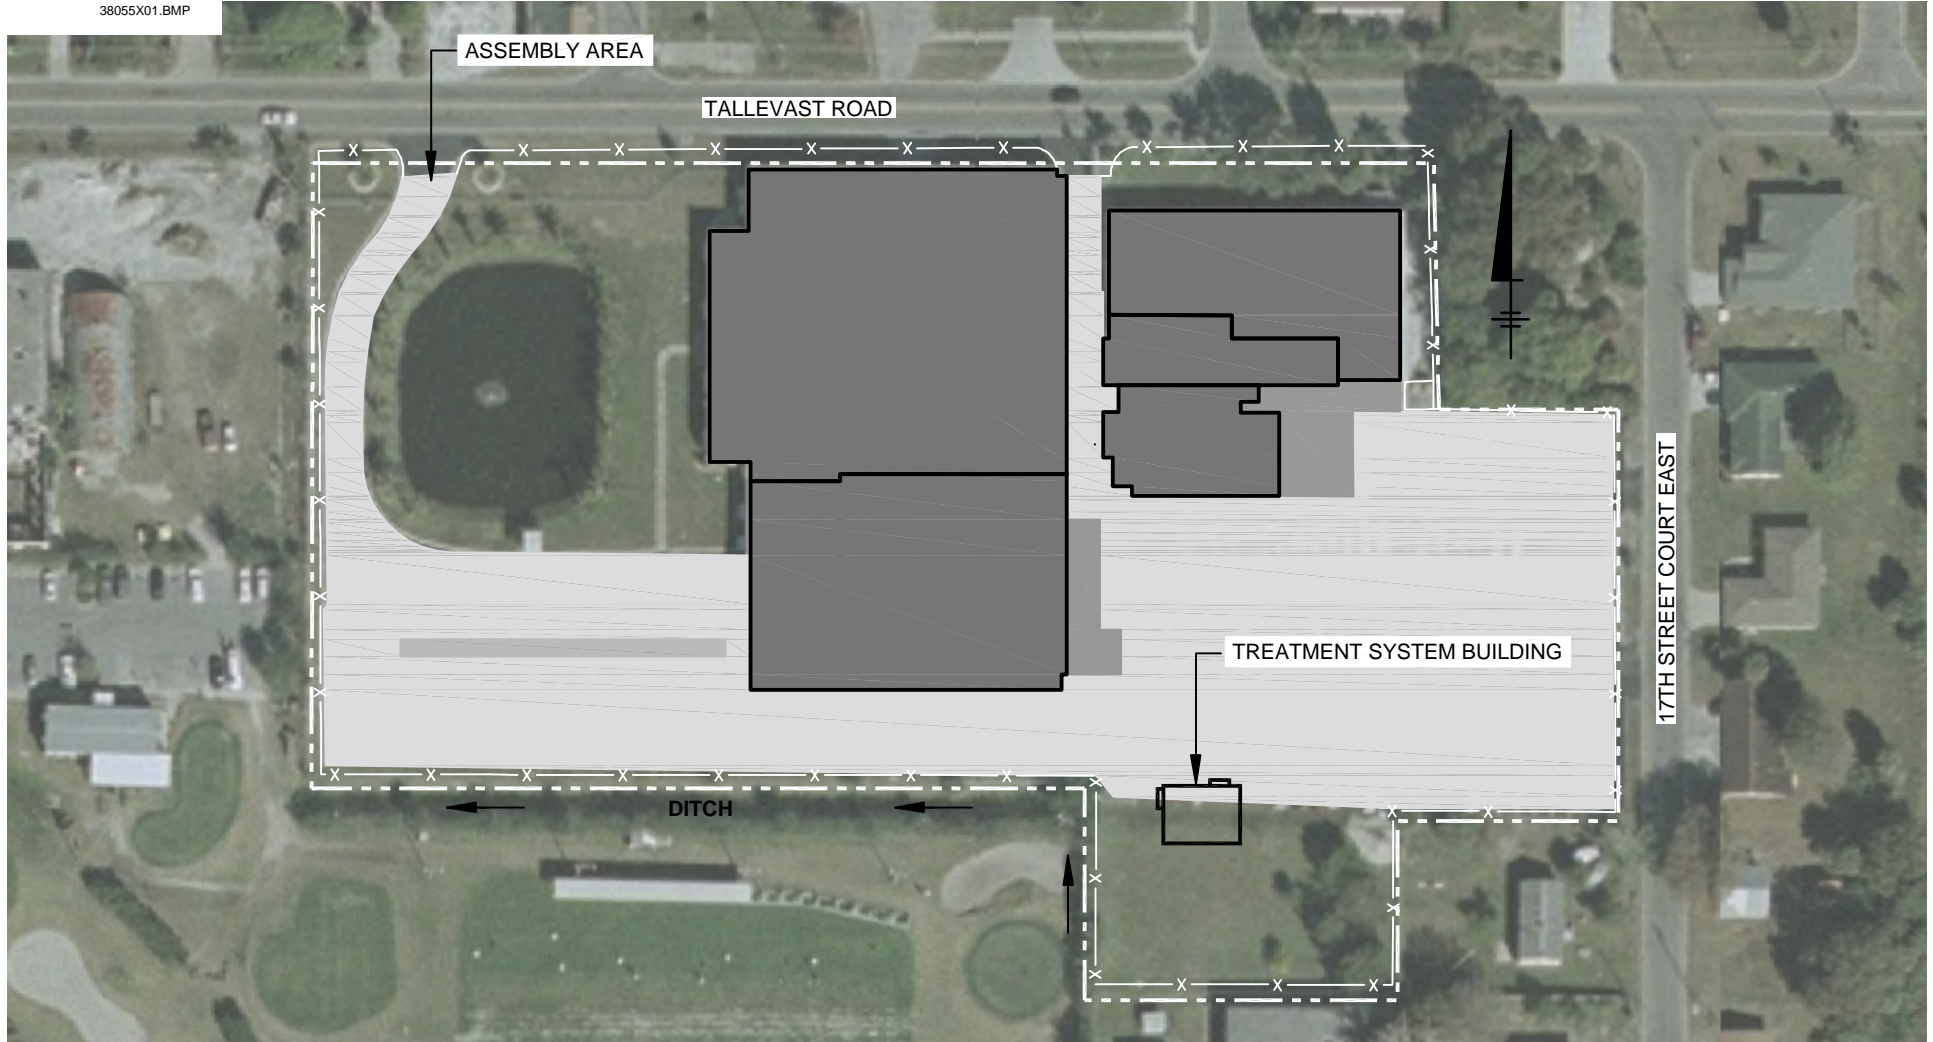 38055X01.BMP
ASSEMBLY AREA
TALLEVAST ROAD
17TH STREET COURT EAST
TREATMENT SYSTEM BUILDING
DITCH